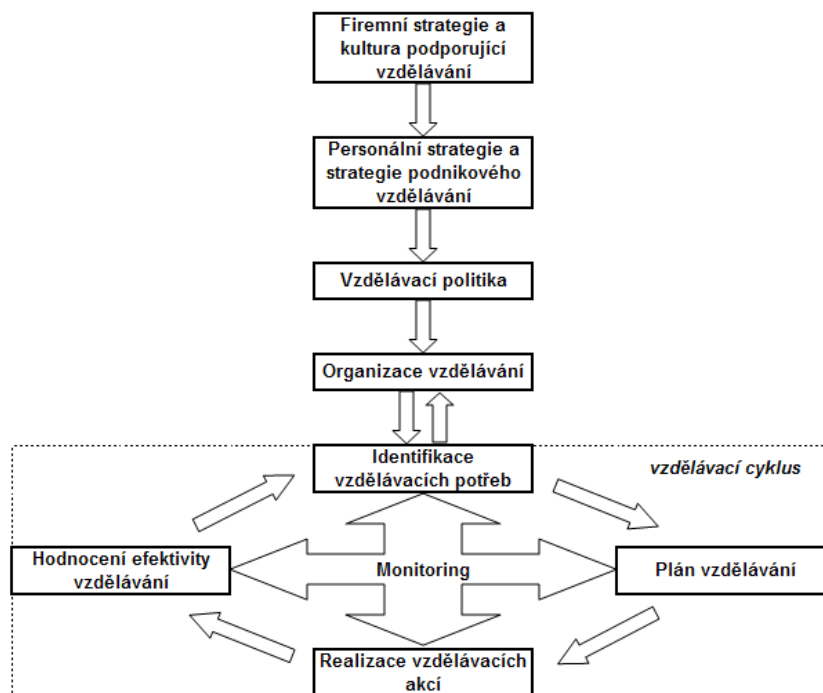 Firemní strategie a
kultura podporující
vzdělávání
Personální strategie a
strategie podnikového
vzdělávání
Vzdělávací politika
Organizace vzdělávání
Identifikace
vzdělávacích potřeb
vzdělávací cyklus
Hodnocení efektivity
vzdělávání
Monitoring
Plán vzdělávání
Realizace vzdělávacích
akcí